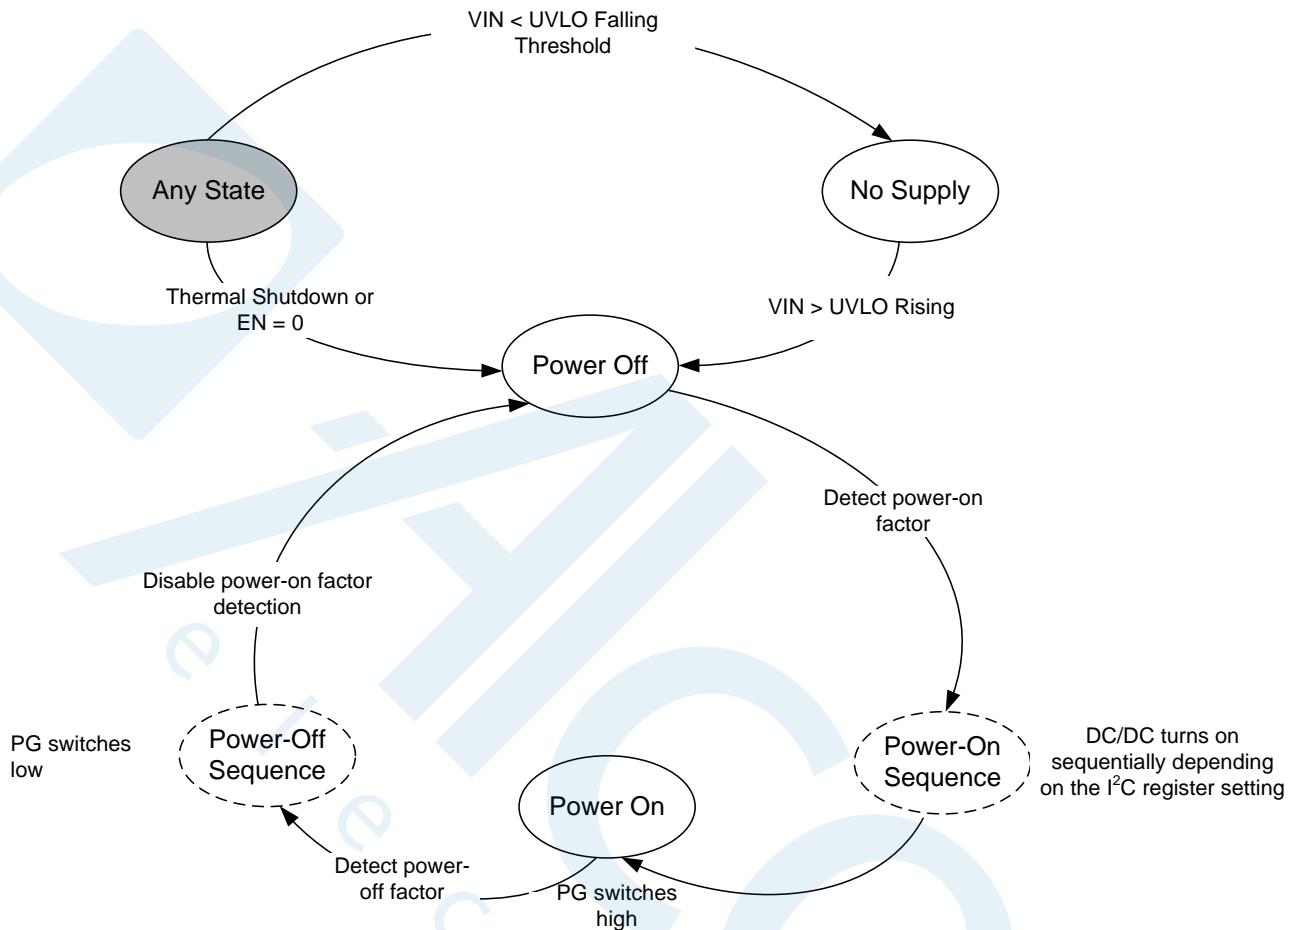 VIN < UVLO Falling
Threshold
Any State
No Supply
Thermal Shutdown or
EN = 0
VIN > UVLO Rising
Power Off
Detect power-on
factor
Disable power-on factor
detection
PG switches
low
Power-Off
Sequence
Power-On
Sequence
DC/DC turns on
sequentially depending
on the I²C register setting
Power On
Detect power-
off factor
PG switches
high